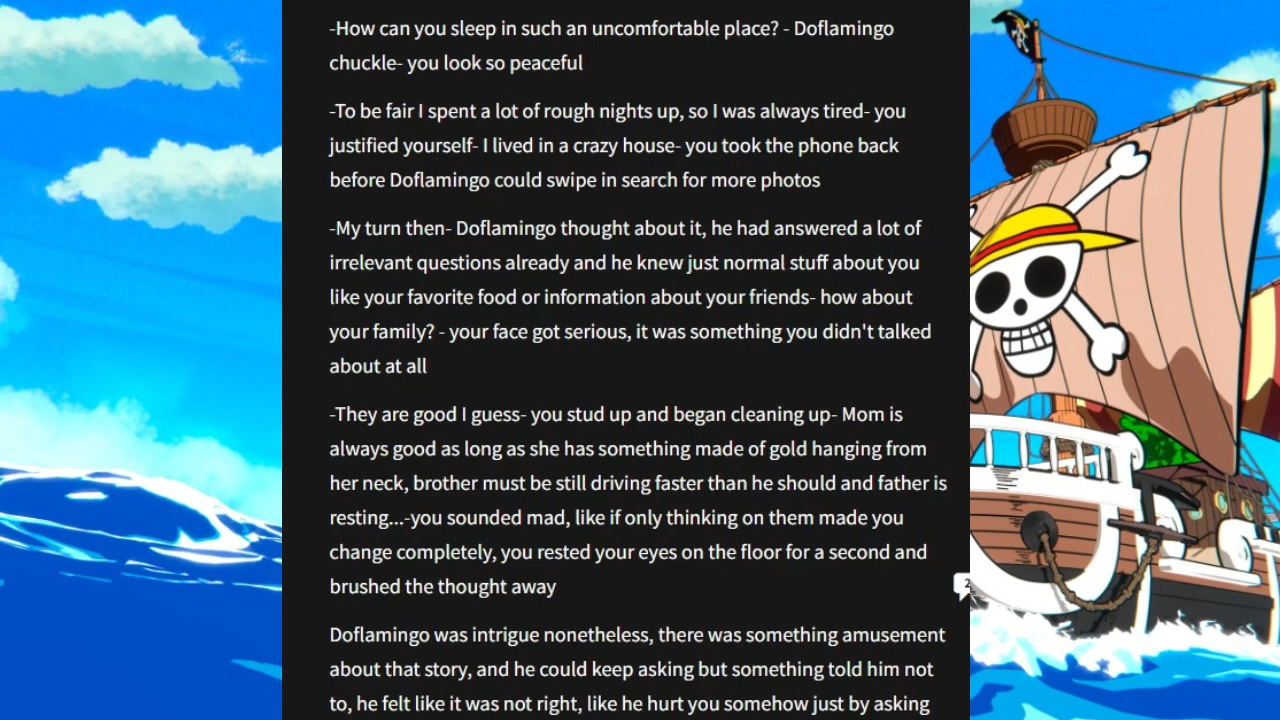 -How can you sleep in such an uncomfortable place? - Doflamingo
chuckle- you look so peaceful
-To be fair I spent a lot of rough nights up, so I was always tired- you
justified yourself- I lived in a crazy house- you took the phone back
before Doflamingo could swipe in search for more photos
-My turn then- Doflamingo thought about it, he had answered a lot of
irrelevant questions already and he knew just normal stuff about you
like your favorite food or information about your friends- how about
your family? - your face got serious, it was something you didn't talked
about at all
-They are good I guess- you stud up and began cleaning up- Mom is
always good as long as she has something made of gold hanging from
her neck, brother must be still driving faster than he should and father is
resting...-you sounded mad, like if only thinking on them made you
change completely, you rested your eyes on the floor for a second and
brushed the thought away
2
Doflamingo was intrigue nonetheless, there was something amusement
about that story, and he could keep asking but something told him not
to, he felt like it was not right, like he hurt you somehow just by asking